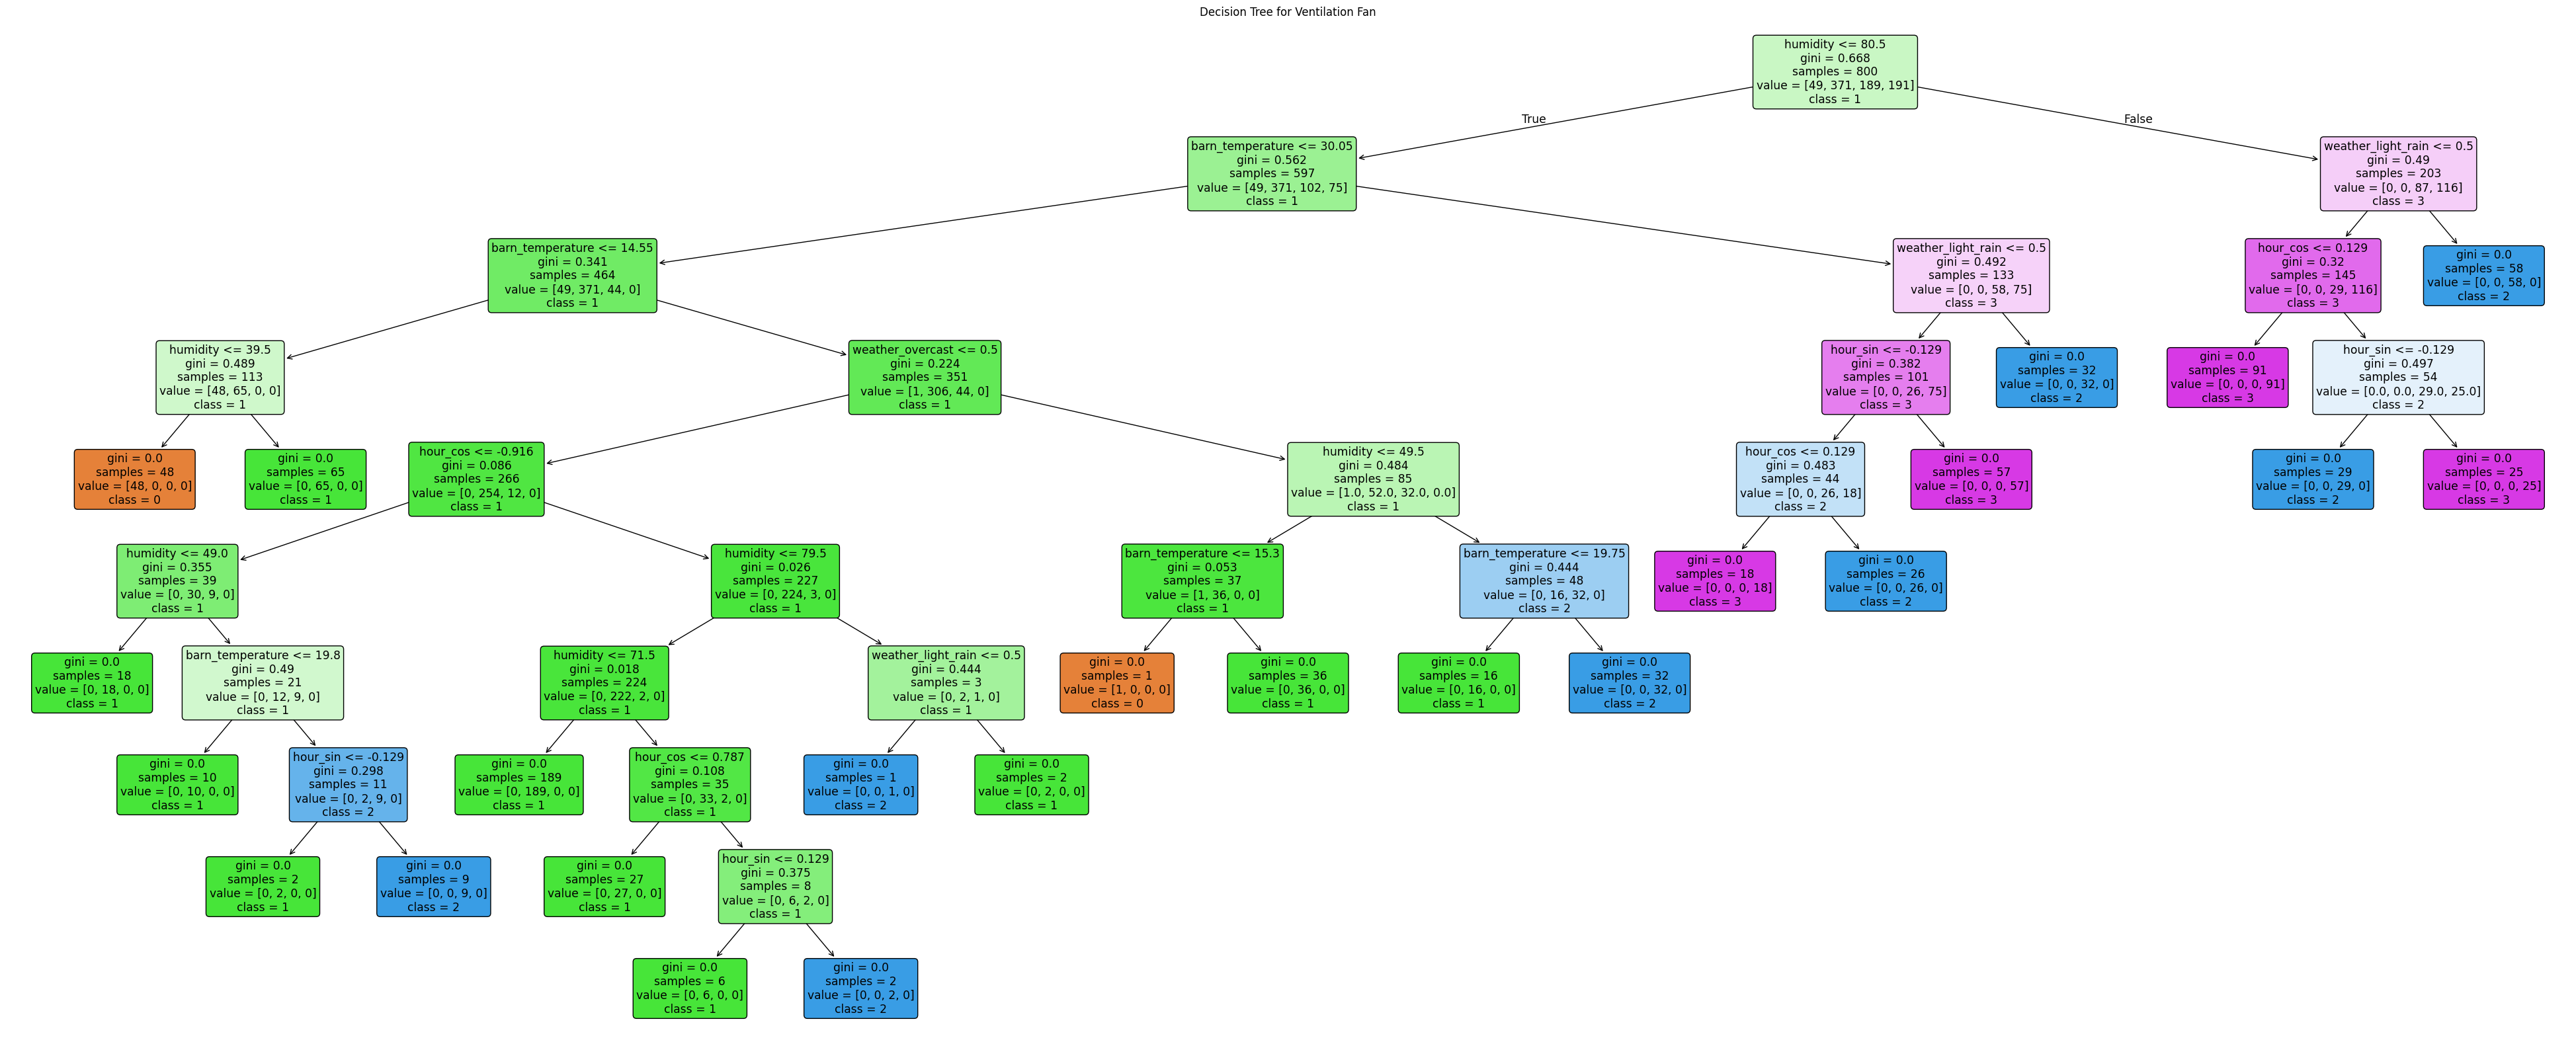 Decision Tree for Ventilation Fan
humidity <= 80.5
gini = 0.668
samples = 800
value = [49, 371, 189, 191]
class = 1
True
False
barn_temperature <= 30.05
gini = 0.562
samples = 597
value = [49, 371, 102, 75]
class = 1
weather_light_rain <= 0.5
gini = 0.49
samples = 203
value = [0, 0, 87, 116]
class = 3
barn_temperature <= 14.55
gini = 0.341
samples = 464
value = [49, 371, 44, 0]
class = 1
weather_light_rain <= 0.5
gini = 0.492
samples = 133
value = [0, 0, 58, 75]
class = 3
hour_cos <= 0.129
gini = 0.32
samples = 145
value = [0, 0, 29, 116]
class = 3
gini = 0.0
samples = 58
value = [0, 0, 58, 0]
class = 2
humidity <= 39.5
gini = 0.489
samples = 113
value = [48, 65, 0, 0]
class = 1
weather_overcast <= 0.5
gini = 0.224
samples = 351
value = [1, 306, 44, 0]
class = 1
hour_sin <= -0.129
gini = 0.382
samples = 101
value = [0, 0, 26, 75]
class = 3
gini = 0.0
samples = 32
value = [0, 0, 32, 0]
class = 2
gini = 0.0
samples = 91
value = [0, 0, 0, 91]
class = 3
hour_sin <= -0.129
gini = 0.497
samples = 54
value = [0.0, 0.0, 29.0, 25.0]
class = 2
gini = 0.0
samples = 48
value = [48, 0, 0, 0]
class = 0
gini = 0.0
samples = 65
value = [0, 65, 0, 0]
class = 1
hour_cos <= -0.916
gini = 0.086
samples = 266
value = [0, 254, 12, 0]
class = 1
humidity <= 49.5
gini = 0.484
samples = 85
value = [1.0, 52.0, 32.0, 0.0]
class = 1
hour_cos <= 0.129
gini = 0.483
samples = 44
value = [0, 0, 26, 18]
class = 2
gini = 0.0
samples = 57
value = [0, 0, 0, 57]
class = 3
gini = 0.0
samples = 29
value = [0, 0, 29, 0]
class = 2
gini = 0.0
samples = 25
value = [0, 0, 0, 25]
class = 3
humidity <= 49.0
gini = 0.355
samples = 39
value = [0, 30, 9, 0]
class = 1
humidity <= 79.5
gini = 0.026
samples = 227
value = [0, 224, 3, 0]
class = 1
barn_temperature <= 15.3
gini = 0.053
samples = 37
value = [1, 36, 0, 0]
class = 1
barn_temperature <= 19.75
gini = 0.444
samples = 48
value = [0, 16, 32, 0]
class = 2
gini = 0.0
samples = 18
value = [0, 0, 0, 18]
class = 3
gini = 0.0
samples = 26
value = [0, 0, 26, 0]
class = 2
gini = 0.0
samples = 18
value = [0, 18, 0, 0]
class = 1
barn_temperature <= 19.8
gini = 0.49
samples = 21
value = [0, 12, 9, 0]
class = 1
humidity <= 71.5
gini = 0.018
samples = 224
value = [0, 222, 2, 0]
class = 1
weather_light_rain <= 0.5
gini = 0.444
samples = 3
value = [0, 2, 1, 0]
class = 1
gini = 0.0
samples = 1
value = [1, 0, 0, 0]
class = 0
gini = 0.0
samples = 36
value = [0, 36, 0, 0]
class = 1
gini = 0.0
samples = 16
value = [0, 16, 0, 0]
class = 1
gini = 0.0
samples = 32
value = [0, 0, 32, 0]
class = 2
gini = 0.0
samples = 10
value = [0, 10, 0, 0]
class = 1
hour_sin <= -0.129
gini = 0.298
samples = 11
value = [0, 2, 9, 0]
class = 2
gini = 0.0
samples = 189
value = [0, 189, 0, 0]
class = 1
hour_cos <= 0.787
gini = 0.108
samples = 35
value = [0, 33, 2, 0]
class = 1
gini = 0.0
samples = 1
value = [0, 0, 1, 0]
class = 2
gini = 0.0
samples = 2
value = [0, 2, 0, 0]
class = 1
gini = 0.0
samples = 2
value = [0, 2, 0, 0]
class = 1
gini = 0.0
samples = 9
value = [0, 0, 9, 0]
class = 2
gini = 0.0
samples = 27
value = [0, 27, 0, 0]
class = 1
hour_sin <= 0.129
gini = 0.375
samples = 8
value = [0, 6, 2, 0]
class = 1
gini = 0.0
samples = 6
value = [0, 6, 0, 0]
class = 1
gini = 0.0
samples = 2
value = [0, 0, 2, 0]
class = 2